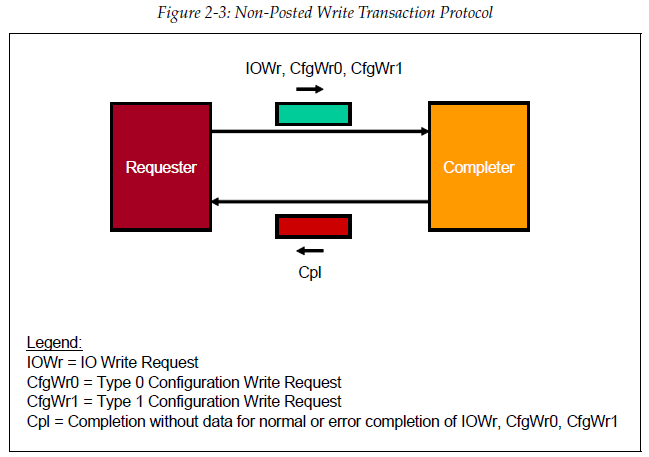 Figure 2-3: Non-Posted Write Transaction Protocol
IOWr, CfgWr0, CfgWr1
Requester
Completer
Cpl
Legend:
IOWr = IO Write Request
CfgWr0 = Type 0 Configuration Write Request
CfgWr1 = Type 1 Configuration Write Request
Cpl = Completion without data for normal or error completion of IOWr, CfgWr0, CfgWr1